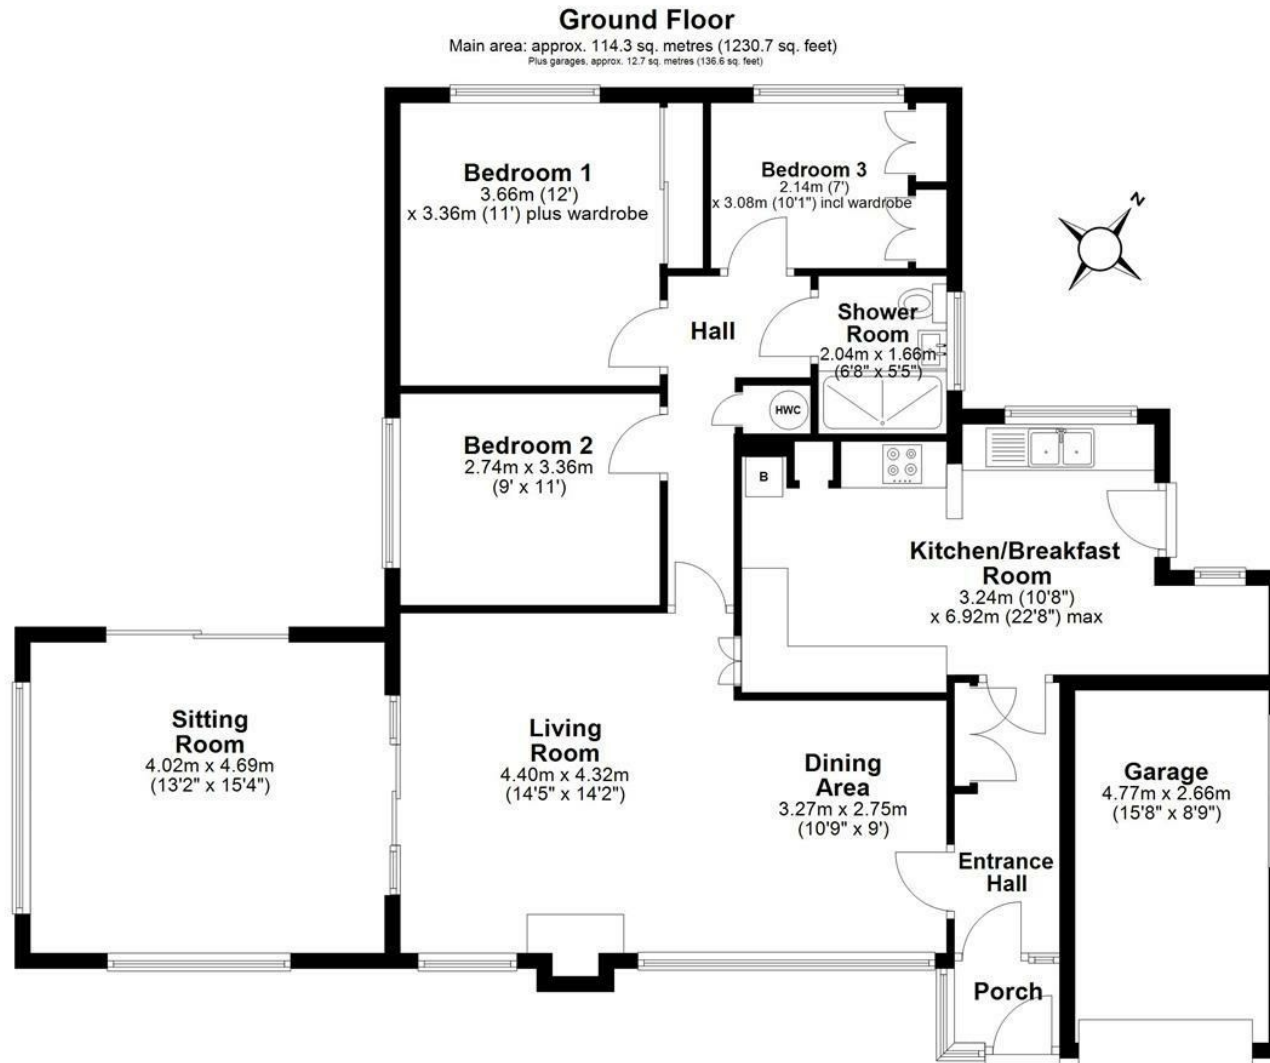 Ground Floor
Main area: approx. 114.3 sq. metres (1230.7 sq. feet)
Plus garages, approx. 12.7 sq. metres (136.6 sq. feet)
Bedroom 1
3.66m (12')
x 3.36m (11') plus wardrobe
Bedroom 3
2.14m (7')
x 3.08m (10'1") incl wardrobe
N
Hall
Shower
Room
2.04m x 1.66m
(6'8" x 5'5")
HWC
Bedroom 2
2.74m x 3.36m
(9' x 11')
B
Kitchen/Breakfast
Room
3.24m (10'8")
x 6.92m (22'8") max
Sitting
Room
4.02m x 4.69m
(13'2" x 15'4")
Living
Room
4.40m x 4.32m
(14'5" x 14'2")
Dining
Area
3.27m x 2.75m
(10'9" x 9')
Garage
4.77m x 2.66m
(15'8" x 8'9")
Entrance
Hall
Porch